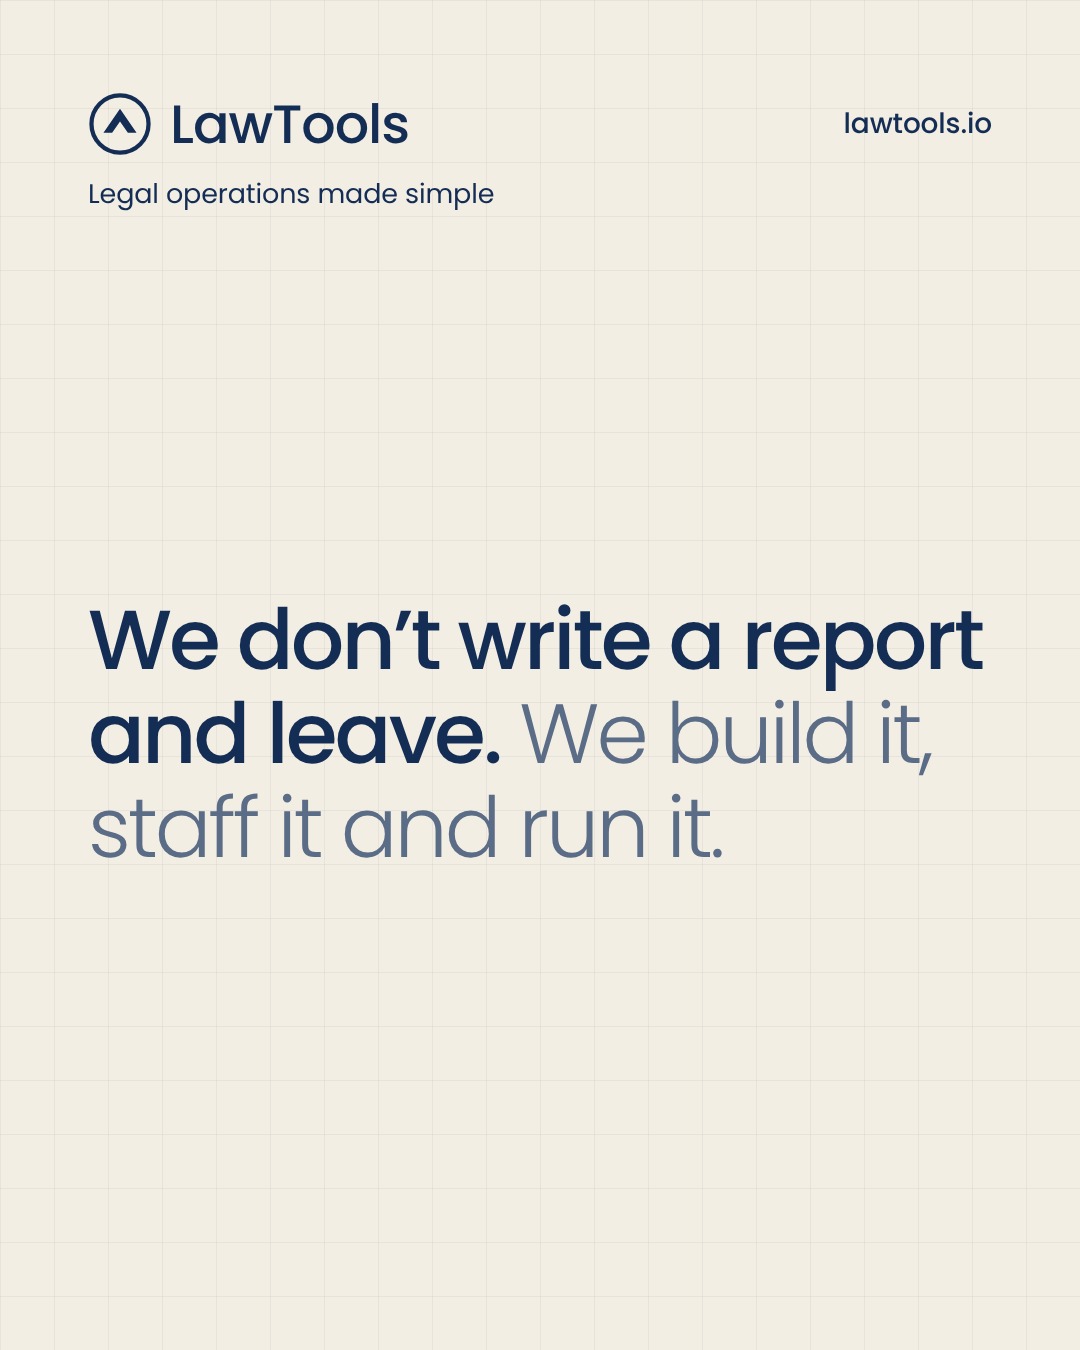 LawTools
lawtools.io
Legal operations made simple
We don’t write a report
and leave. We build it,
staff it and run it.